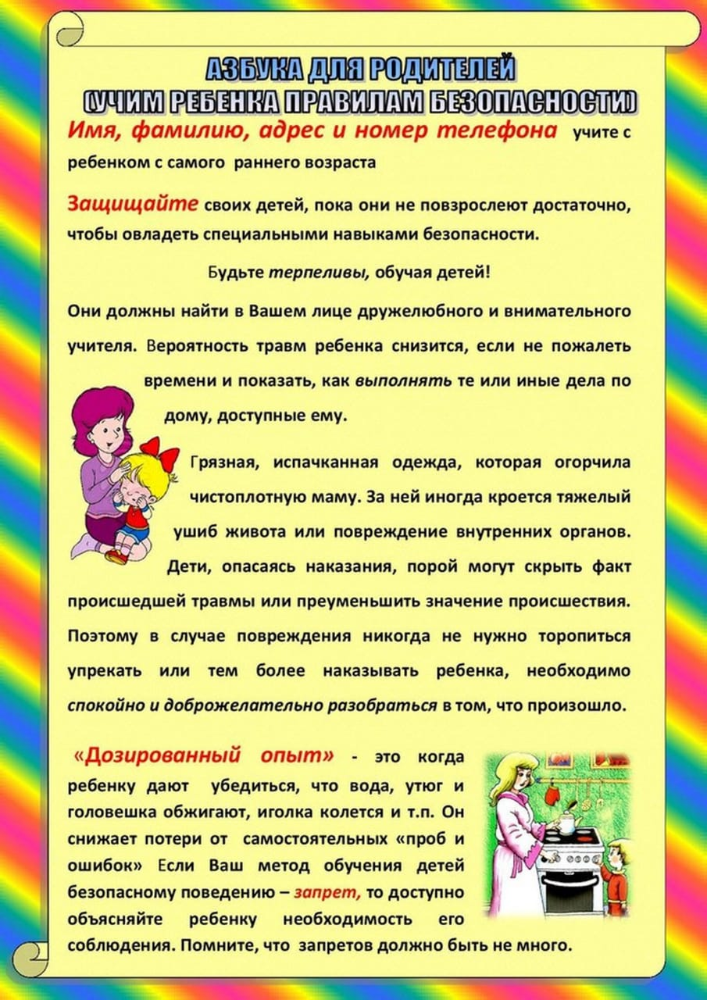 АЗБУКА ДЛЯ РОДИТЕЛЕЙ
(УЧИМ РЕБЕНКА ПРАВИЛАМ БЕЗОПАСНОСТИ)
Имя, фамилию, адрес и номер телефона учите с
ребенком с самого раннего возраста
Защищайте своих детей, пока они не повзрослеют достаточно,
чтобы овладеть специальными навыками безопасности.
Будьте терпеливы, обучая детей!
Они должны найти в Вашем лице дружелюбного и внимательного
учителя. Вероятность травм ребенка снизится, если не пожалеть
времени и показать, как выполнять те или иные дела по
дому, доступные ему.
Грязная, испачканная одежда, которая огорчила
чистоплотную маму. За ней иногда кроется тяжелый
ушиб живота или повреждение внутренних органов.
Дети, опасаясь наказания, порой могут скрыть факт
происшедшей травмы или преуменьшить значение происшествия.
Поэтому в случае повреждения никогда не нужно торопиться
упрекать или тем более наказывать ребенка, необходимо
спокойно и доброжелательно разобраться в том, что произошло.
«Дозированный опыт» - это когда
ребенку дают убедиться, что вода, утюг и
головешка обжигают, иголка колется и т.п. Он
снижает потери от самостоятельных «проб и
ошибок» Если Ваш метод обучения детей
безопасному поведению – запрет, то доступно
объясняйте ребенку необходимость его
соблюдения. Помните, что запретов должно быть не много.